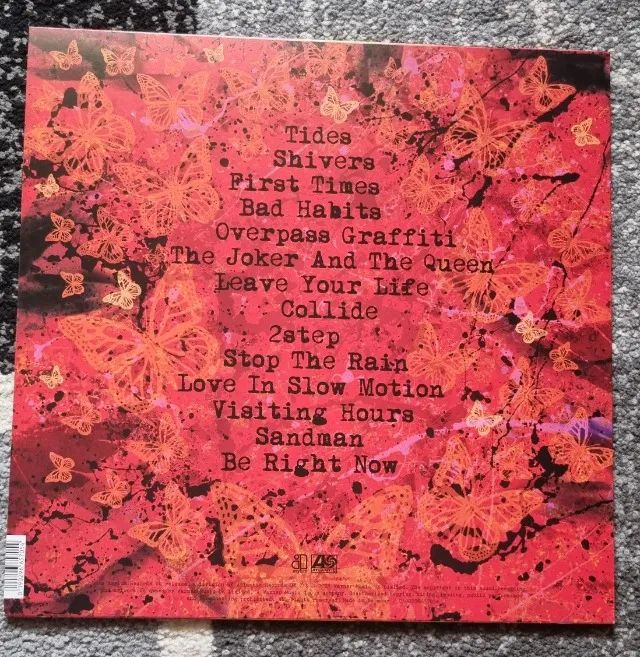 Tides
Shivers
First Times
Bad Habits
Overpass Graffiti
The Joker And The Queen
Leave Your Life
Collide
2step
Stop The Rain
Love In Slow Motion
Visiting Hours
Sandman
Be Right Now